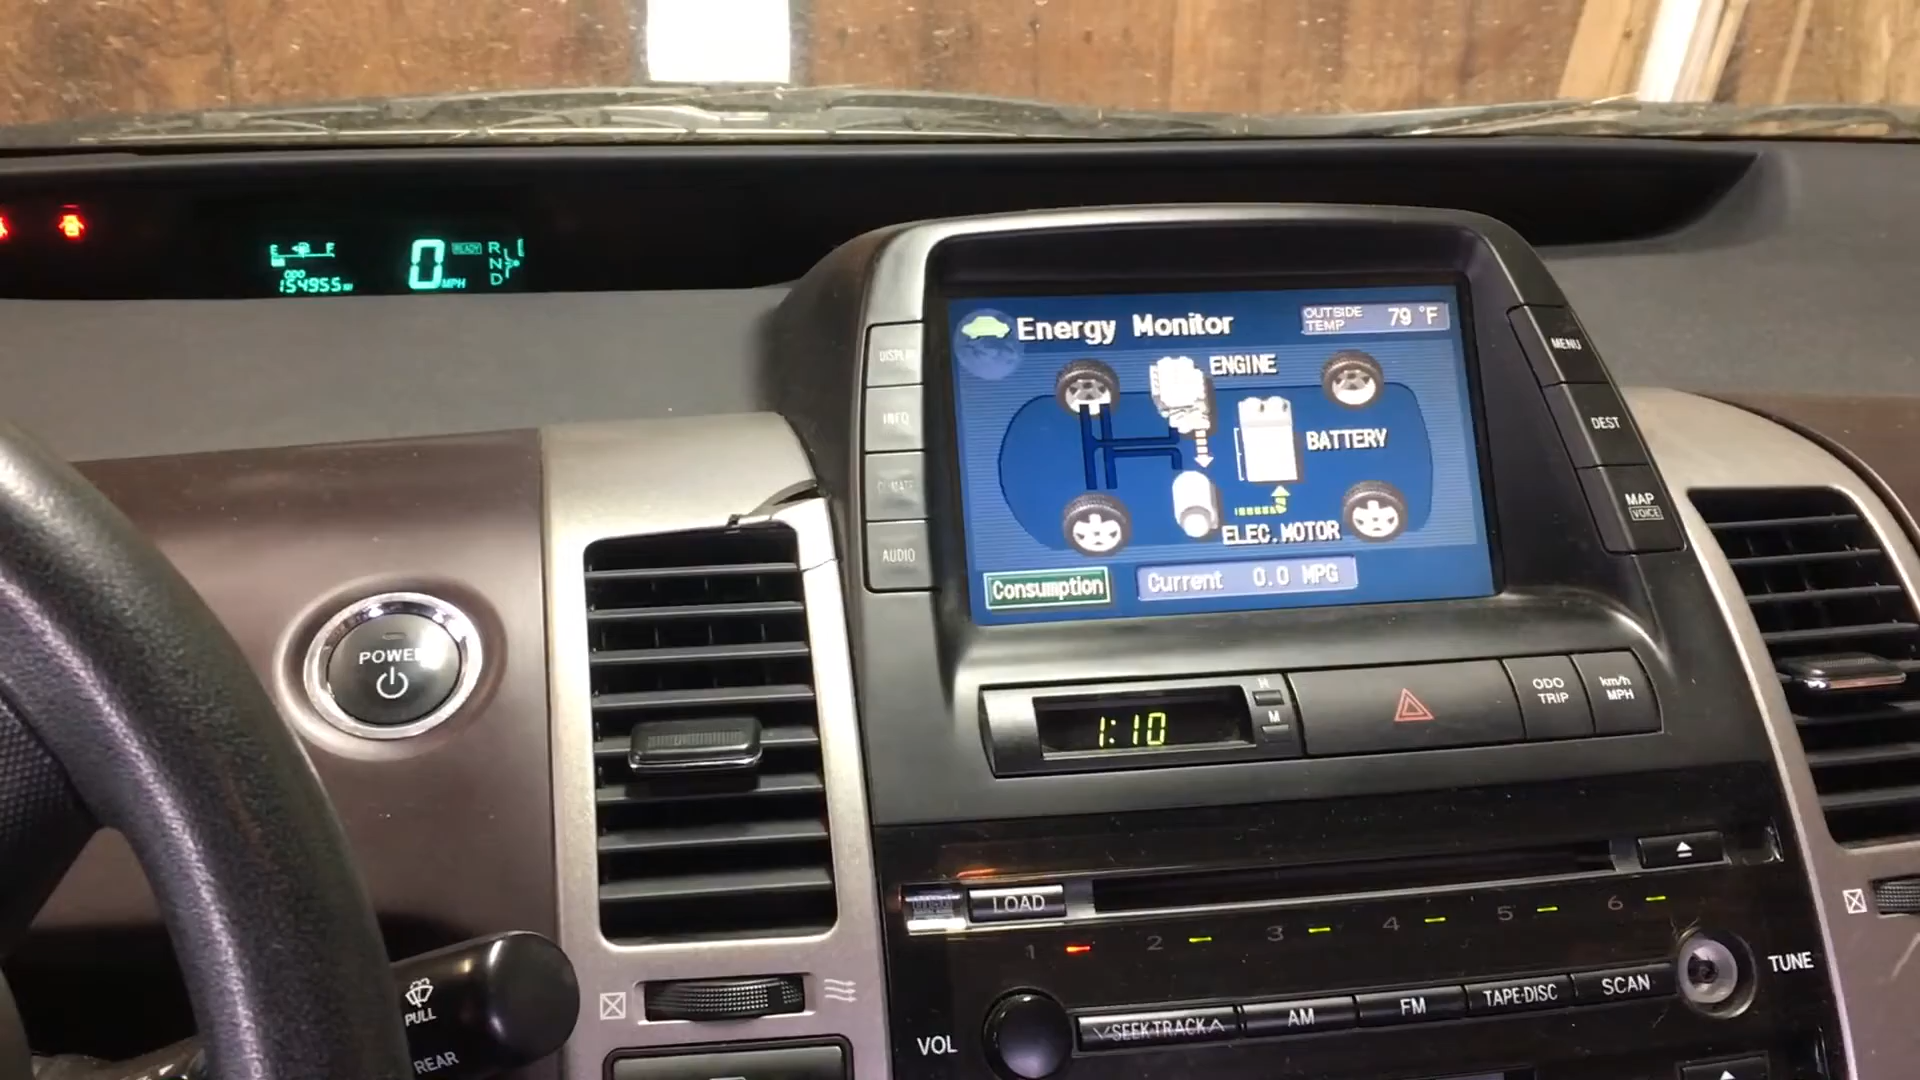 E F
ODO
154955
0 MPH
READY
R
N
D
Energy Monitor
OUTSIDE TEMP 79 °F
ENGINE
BATTERY
ELEC.MOTOR
Consumption
Current 0.0 MPG
DISPLAY
INFO
CLIMATE
AUDIO
MENU
DEST
MAP
VOICE
POWER
1:10
H
M
ODO
TRIP
km/h
MPH
LOAD
1 2 3 4 5 6
TUNE
VOL
SEEK·TRACK
AM
FM
TAPE·DISC
SCAN
PULL
REAR